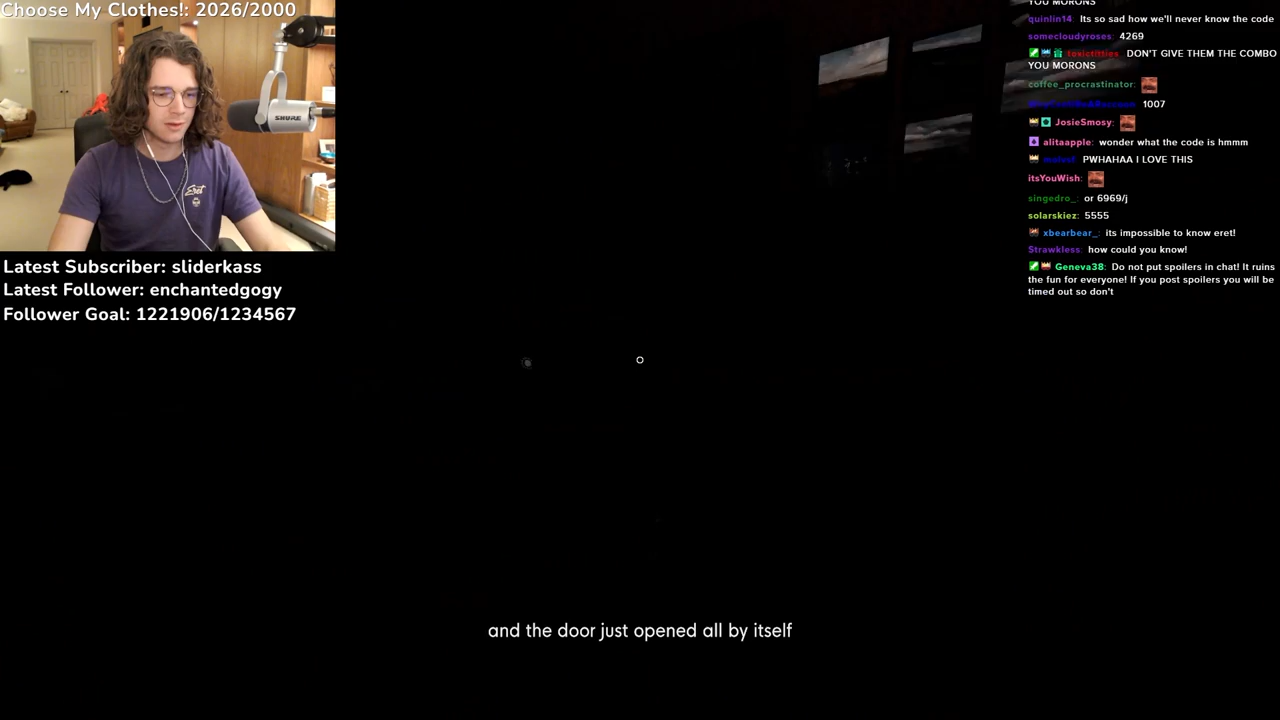 Choose My Clothes!: 2026/2000
SHURE
Eret
Latest Subscriber: sliderkass
Latest Follower: enchantedgogy
Follower Goal: 1221906/1234567
YOU MORONS
quinlin14: Its so sad how we'll never know the code
somecloudyroses: 4269
DON'T GIVE THEM THE COMBO
YOU MORONS
coffee_procrastinator:
1007
JosieSmosy:
alitaapple: wonder what the code is hmmm
PWHAHAA I LOVE THIS
itsYouWish:
singedro_: or 6969/j
solarskiez: 5555
xbearbear_: its impossible to know eret!
Strawkless: how could you know!
Geneva38: Do not put spoilers in chat! It ruins
the fun for everyone! If you post spoilers you will be
timed out so don't
and the door just opened all by itself